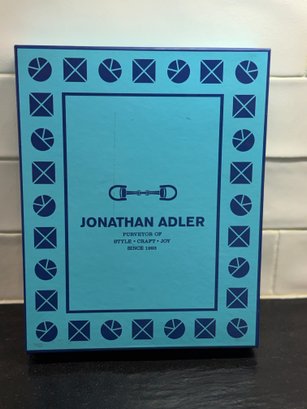 JONATHAN ADLER
PURVEYOR OF
STYLE • CRAFT • JOY
SINCE 1993